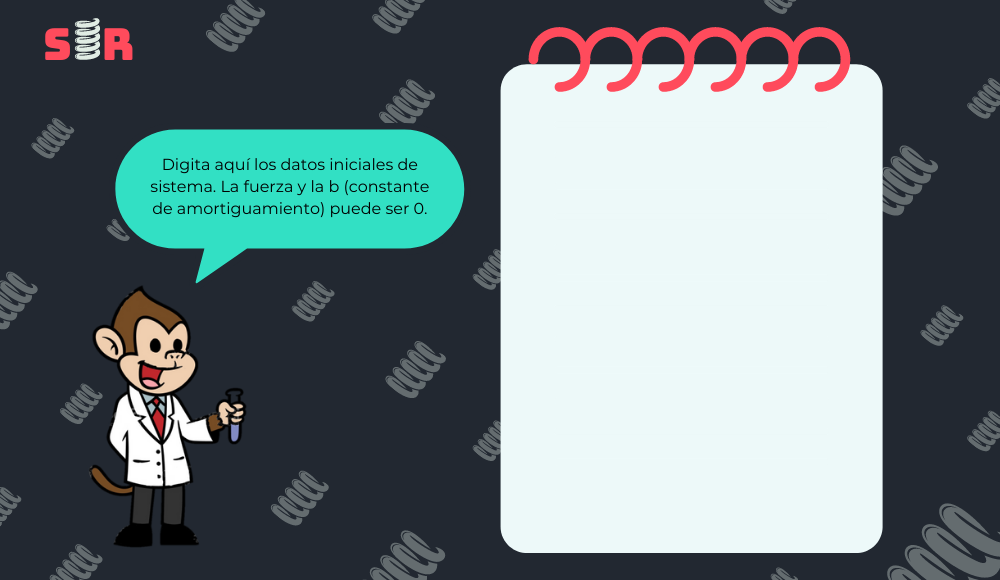 SR
Digita aquí los datos iniciales de
sistema. La fuerza y la b (constante
de amortiguamiento) puede ser 0.